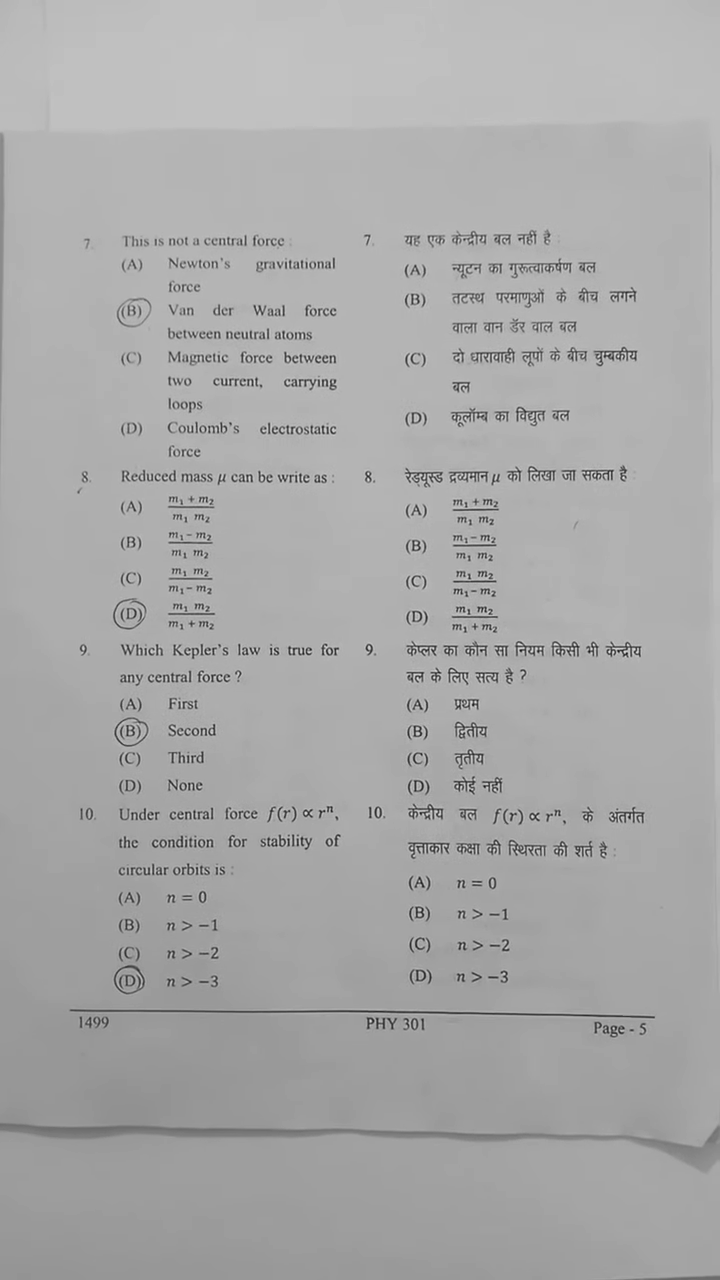 7. This is not a central force :
(A) Newton's gravitational
force
(B) Van der Waal force
between neutral atoms
(C) Magnetic force between
two current, carrying
loops
(D) Coulomb's electrostatic
force
8. Reduced mass μ can be write as :
(A) (m₁ + m₂)/(m₁ m₂)
(B) (m₁ − m₂)/(m₁ m₂)
(C) (m₁ m₂)/(m₁ − m₂)
(D) (m₁ m₂)/(m₁ + m₂)
9. Which Kepler's law is true for
any central force ?
(A) First
(B) Second
(C) Third
(D) None
10. Under central force f(r) ∝ rⁿ,
the condition for stability of
circular orbits is :
(A) n = 0
(B) n > −1
(C) n > −2
(D) n > −3
7. यह एक केन्द्रीय बल नहीं है :
(A) न्यूटन का गुरूत्वाकर्षण बल
(B) तटस्थ परमाणुओं के बीच लगने
वाला वान डॅर वाल बल
(C) दो धारावाही लूपों के बीच चुम्बकीय
बल
(D) कूलॉम्ब का विद्युत बल
8. रेड्यूस्ड द्रव्यमान μ को लिखा जा सकता है :
(A) (m₁ + m₂)/(m₁ m₂)
(B) (m₁ − m₂)/(m₁ m₂)
(C) (m₁ m₂)/(m₁ − m₂)
(D) (m₁ m₂)/(m₁ + m₂)
9. केप्लर का कौन सा नियम किसी भी केन्द्रीय
बल के लिए सत्य है ?
(A) प्रथम
(B) द्वितीय
(C) तृतीय
(D) कोई नहीं
10. केन्द्रीय बल f(r) ∝ rⁿ, के अंतर्गत
वृत्ताकार कक्षा की स्थिरता की शर्त है :
(A) n = 0
(B) n > −1
(C) n > −2
(D) n > −3
1499 PHY 301 Page - 5